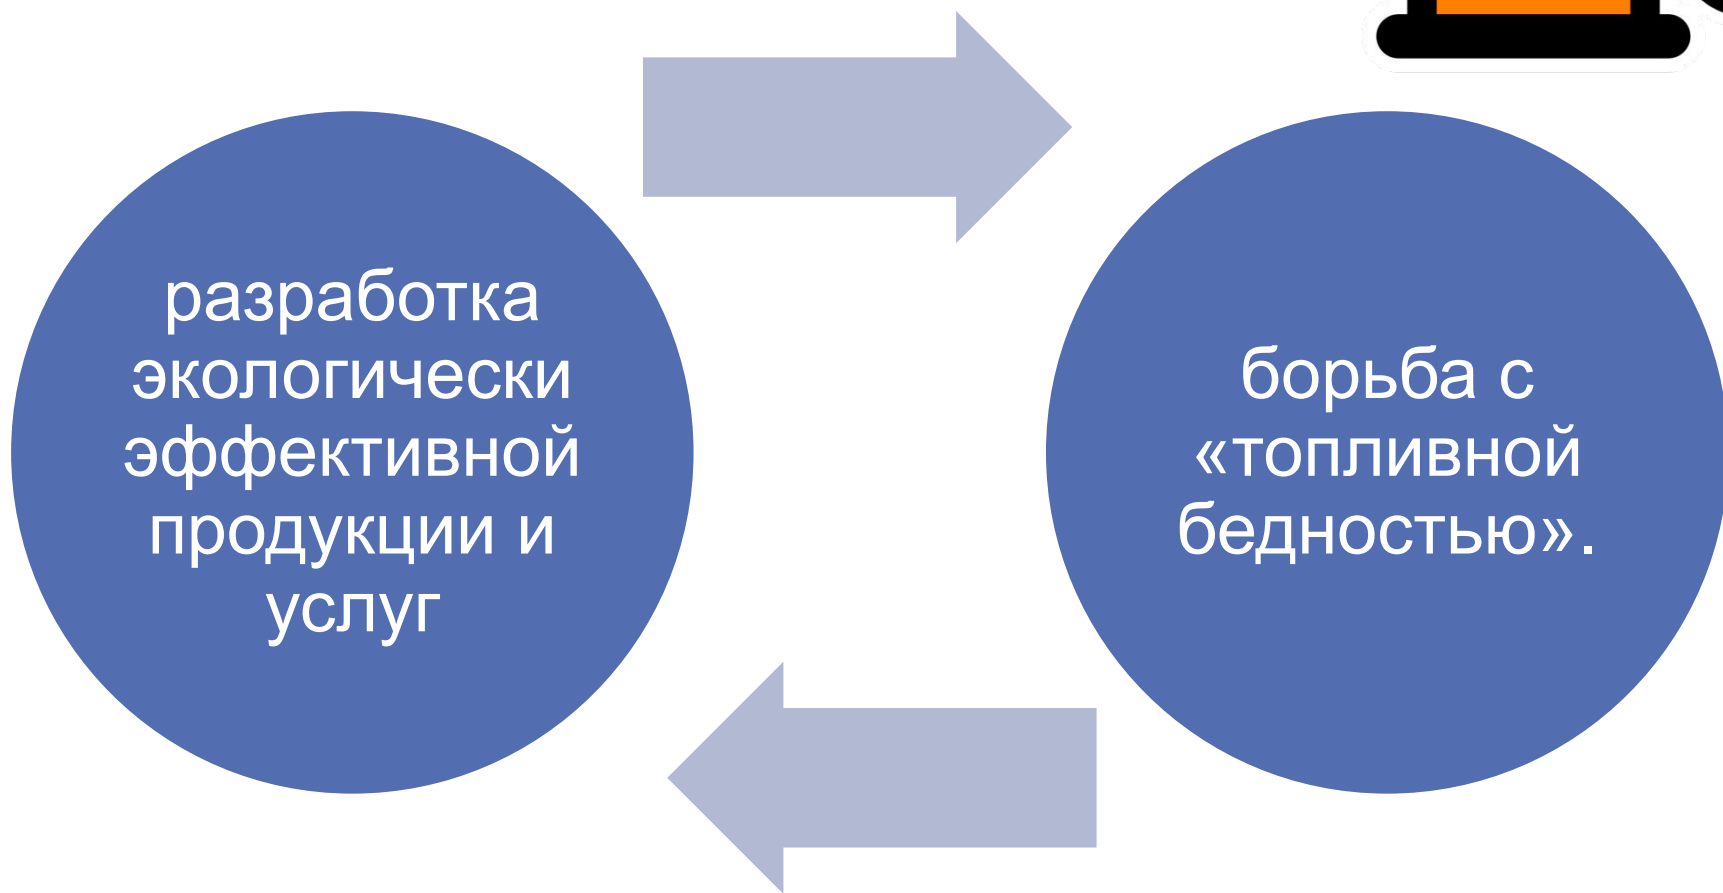 разработка
экологически
эффективной
продукции и
услуг
борьба с
«топливной
бедностью».